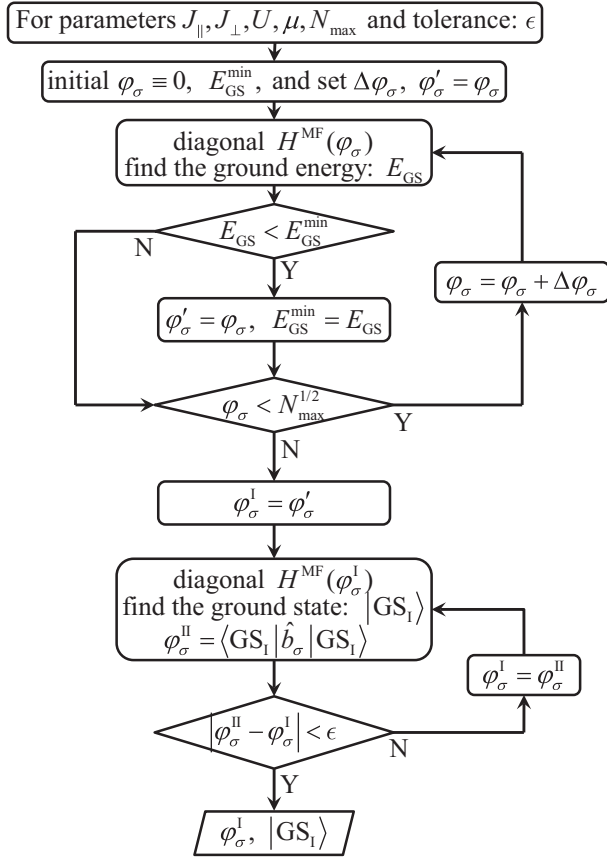 For parameters J_∥, J_⊥, U, μ, N_max and tolerance: ϵ
initial φ_σ ≡ 0, E_GS^min, and set Δφ_σ, φ′_σ = φ_σ
diagonal H^MF(φ_σ)
find the ground energy: E_GS
E_GS < E_GS^min
N
Y
φ_σ = φ_σ + Δφ_σ
φ′_σ = φ_σ, E_GS^min = E_GS
φ_σ < N_max^1/2
Y
N
φ_σ^I = φ′_σ
diagonal H^MF(φ_σ^I)
find the ground state: |GS_I⟩
φ_σ^II = ⟨GS_I|b̂_σ|GS_I⟩
φ_σ^I = φ_σ^II
|φ_σ^II − φ_σ^I| < ϵ
N
Y
φ_σ^I, |GS_I⟩